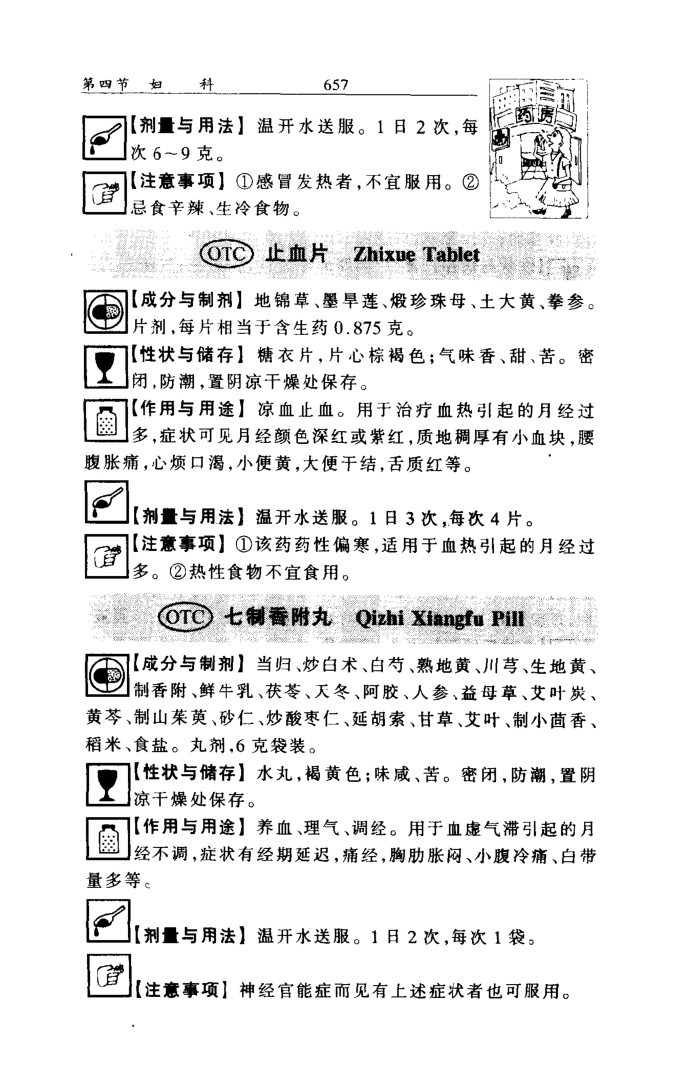 第四节 妇 科 657
药房
【剂量与用法】 温开水送服。1日2次,每
次6~9克。
【注意事项】 ①感冒发热者,不宜服用。②
忌食辛辣、生冷食物。
OTC 止血片 Zhixue Tablet
【成分与制剂】 地锦草、墨旱莲、煅珍珠母、土大黄、拳参。
片剂,每片相当于含生药0.875克。
【性状与储存】 糖衣片,片心棕褐色;气味香、甜、苦。密
闭,防潮,置阴凉干燥处保存。
【作用与用途】 凉血止血。用于治疗血热引起的月经过
多,症状可见月经颜色深红或紫红,质地稠厚有小血块,腰
腹胀痛,心烦口渴,小便黄,大便干结,舌质红等。
【剂量与用法】 温开水送服。1日3次,每次4片。
【注意事项】 ①该药药性偏寒,适用于血热引起的月经过
多。②热性食物不宜食用。
OTC 七制香附丸 Qizhi Xiangfu Pill
【成分与制剂】 当归、炒白术、白芍、熟地黄、川芎、生地黄、
制香附、鲜牛乳、茯苓、天冬、阿胶、人参、益母草、艾叶炭、
黄芩、制山茱萸、砂仁、炒酸枣仁、延胡索、甘草、艾叶、制小茴香、
稻米、食盐。丸剂,6克袋装。
【性状与储存】 水丸,褐黄色;味咸、苦。密闭,防潮,置阴
凉干燥处保存。
【作用与用途】 养血、理气、调经。用于血虚气滞引起的月
经不调,症状有经期延迟,痛经,胸肋胀闷、小腹冷痛、白带
量多等。
【剂量与用法】 温开水送服。1日2次,每次1袋。
【注意事项】 神经官能症而见有上述症状者也可服用。